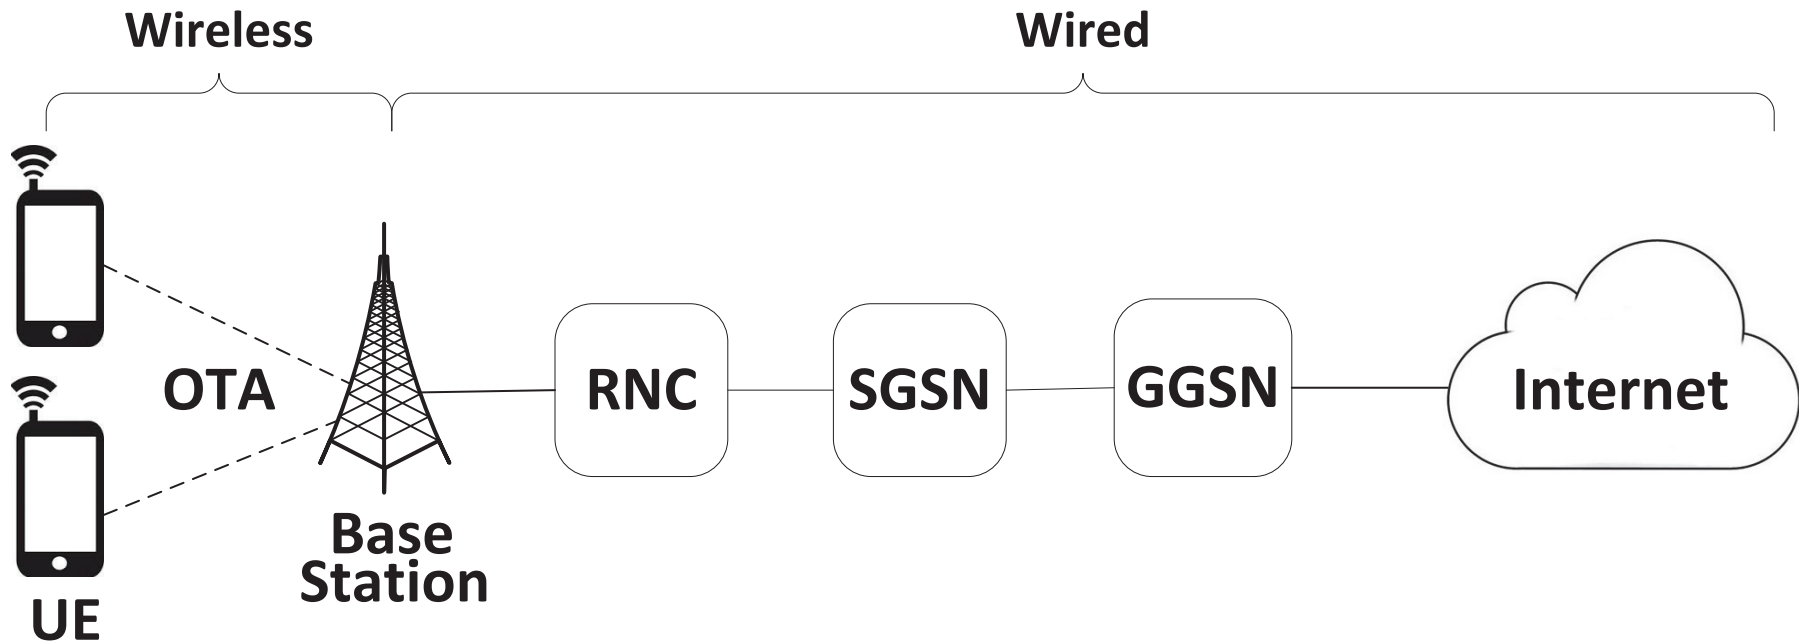 Wireless
Wired
OTA
RNC
SGSN
GGSN
Internet
Base
Station
UE